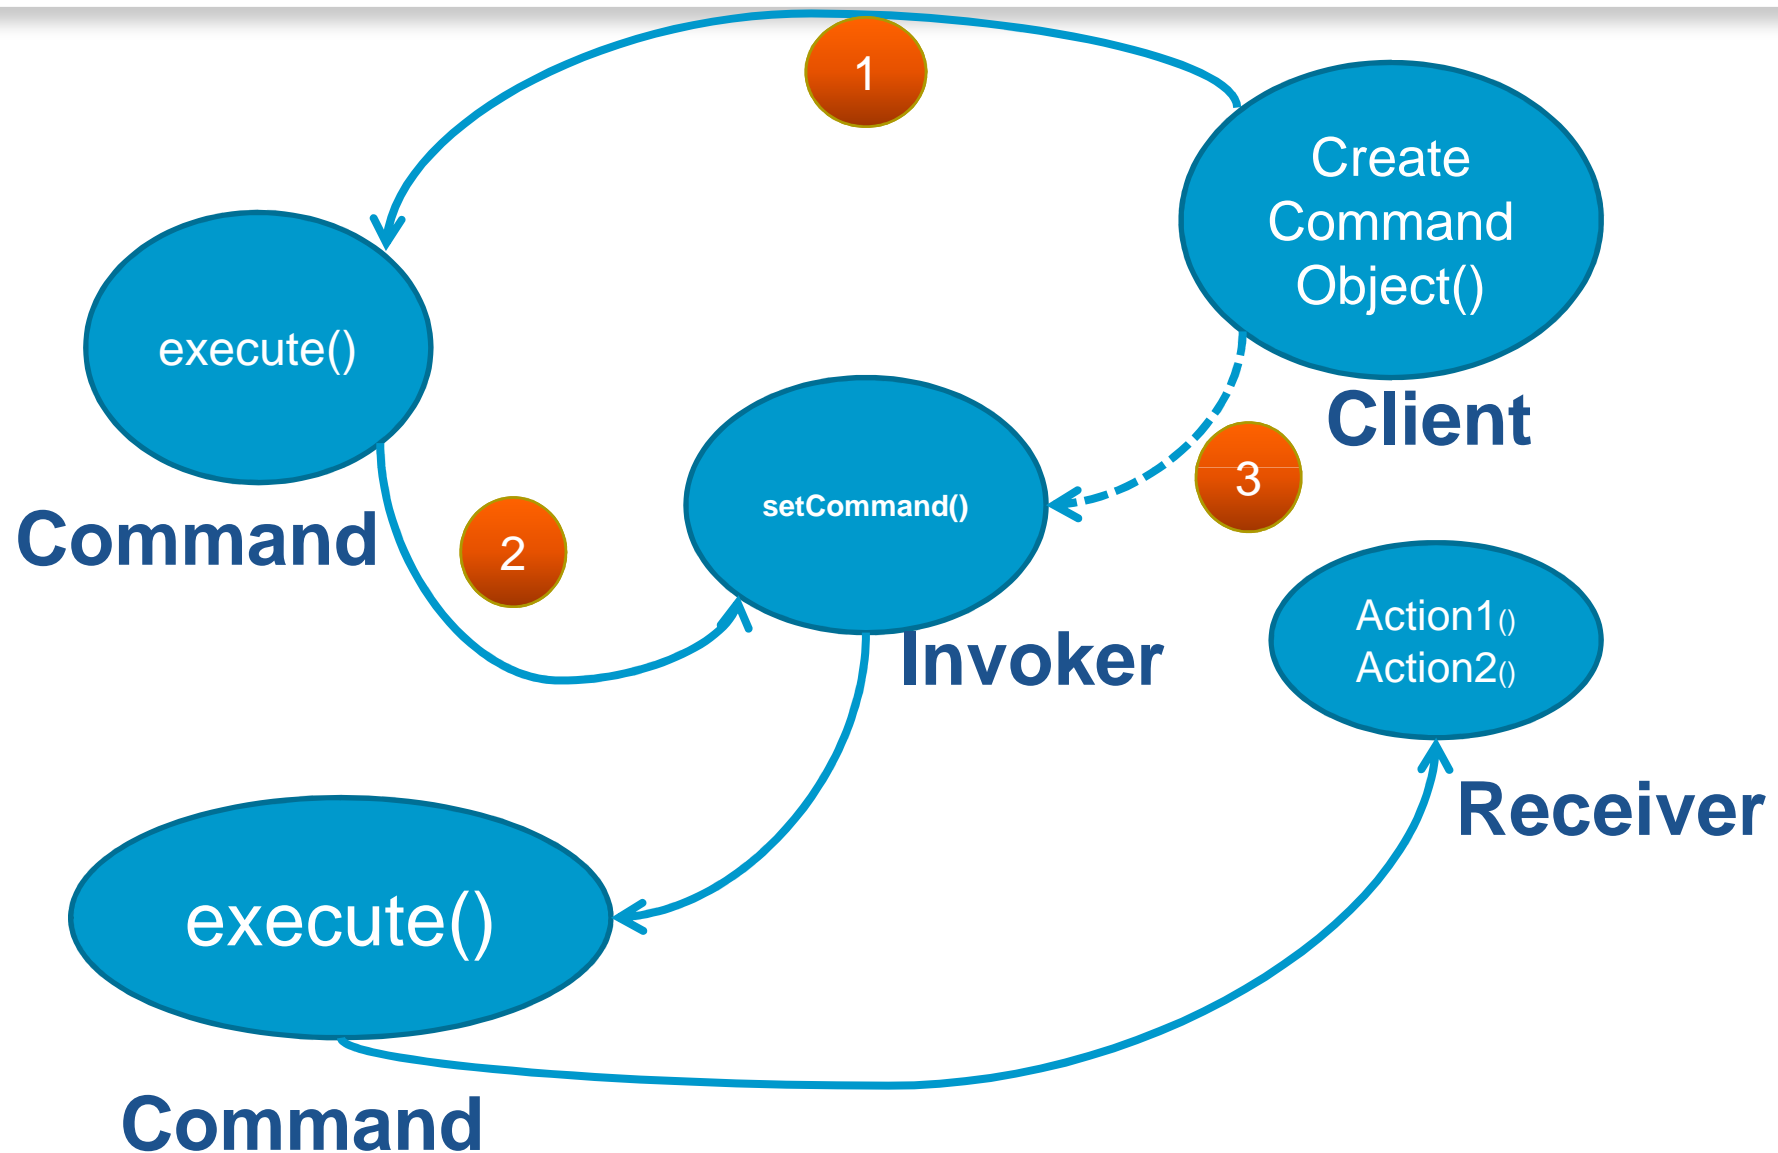 1
Create
Command
Object()
execute()
Client
setCommand()
3
Command
2
Action1()
Action2()
Invoker
Receiver
execute()
Command